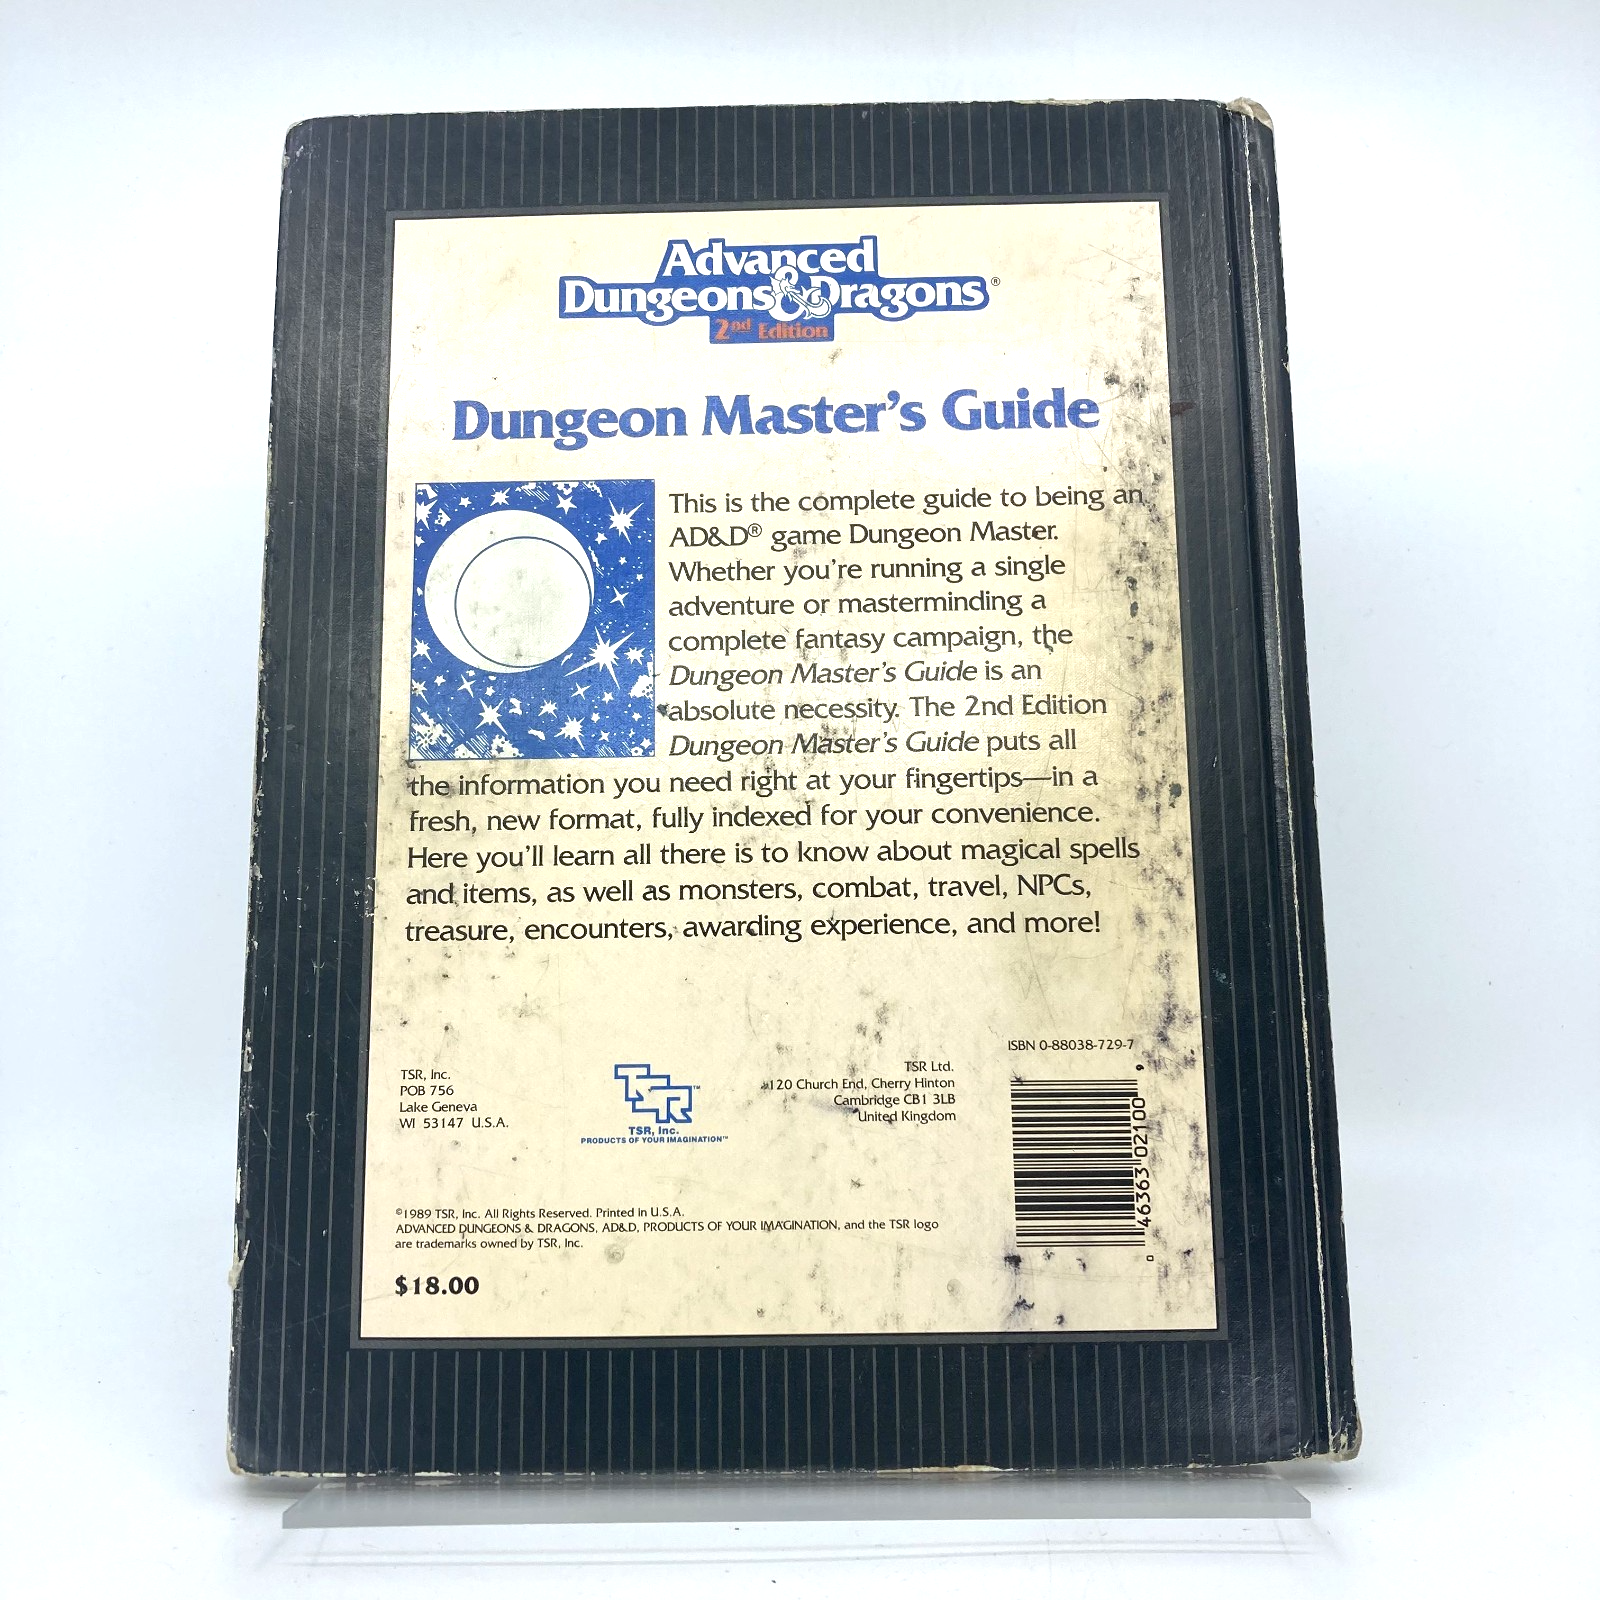 Advanced
Dungeons & Dragons®
2nd Edition
Dungeon Master's Guide
This is the complete guide to being an
AD&D® game Dungeon Master.
Whether you're running a single
adventure or masterminding a
complete fantasy campaign, the
Dungeon Master's Guide is an
absolute necessity. The 2nd Edition
Dungeon Master's Guide puts all
the information you need right at your fingertips—in a
fresh, new format, fully indexed for your convenience.
Here you'll learn all there is to know about magical spells
and items, as well as monsters, combat, travel, NPCs,
treasure, encounters, awarding experience, and more!
TSR, Inc.
POB 756
Lake Geneva
WI 53147 U.S.A.
TSR™
TSR, Inc.
PRODUCTS OF YOUR IMAGINATION™
TSR Ltd.
120 Church End, Cherry Hinton
Cambridge CB1 3LB
United Kingdom
ISBN 0-88038-729-7
0 46363 02100 9
©1989 TSR, Inc. All Rights Reserved. Printed in U.S.A.
ADVANCED DUNGEONS & DRAGONS, AD&D, PRODUCTS OF YOUR IMAGINATION, and the TSR logo
are trademarks owned by TSR, Inc.
$18.00